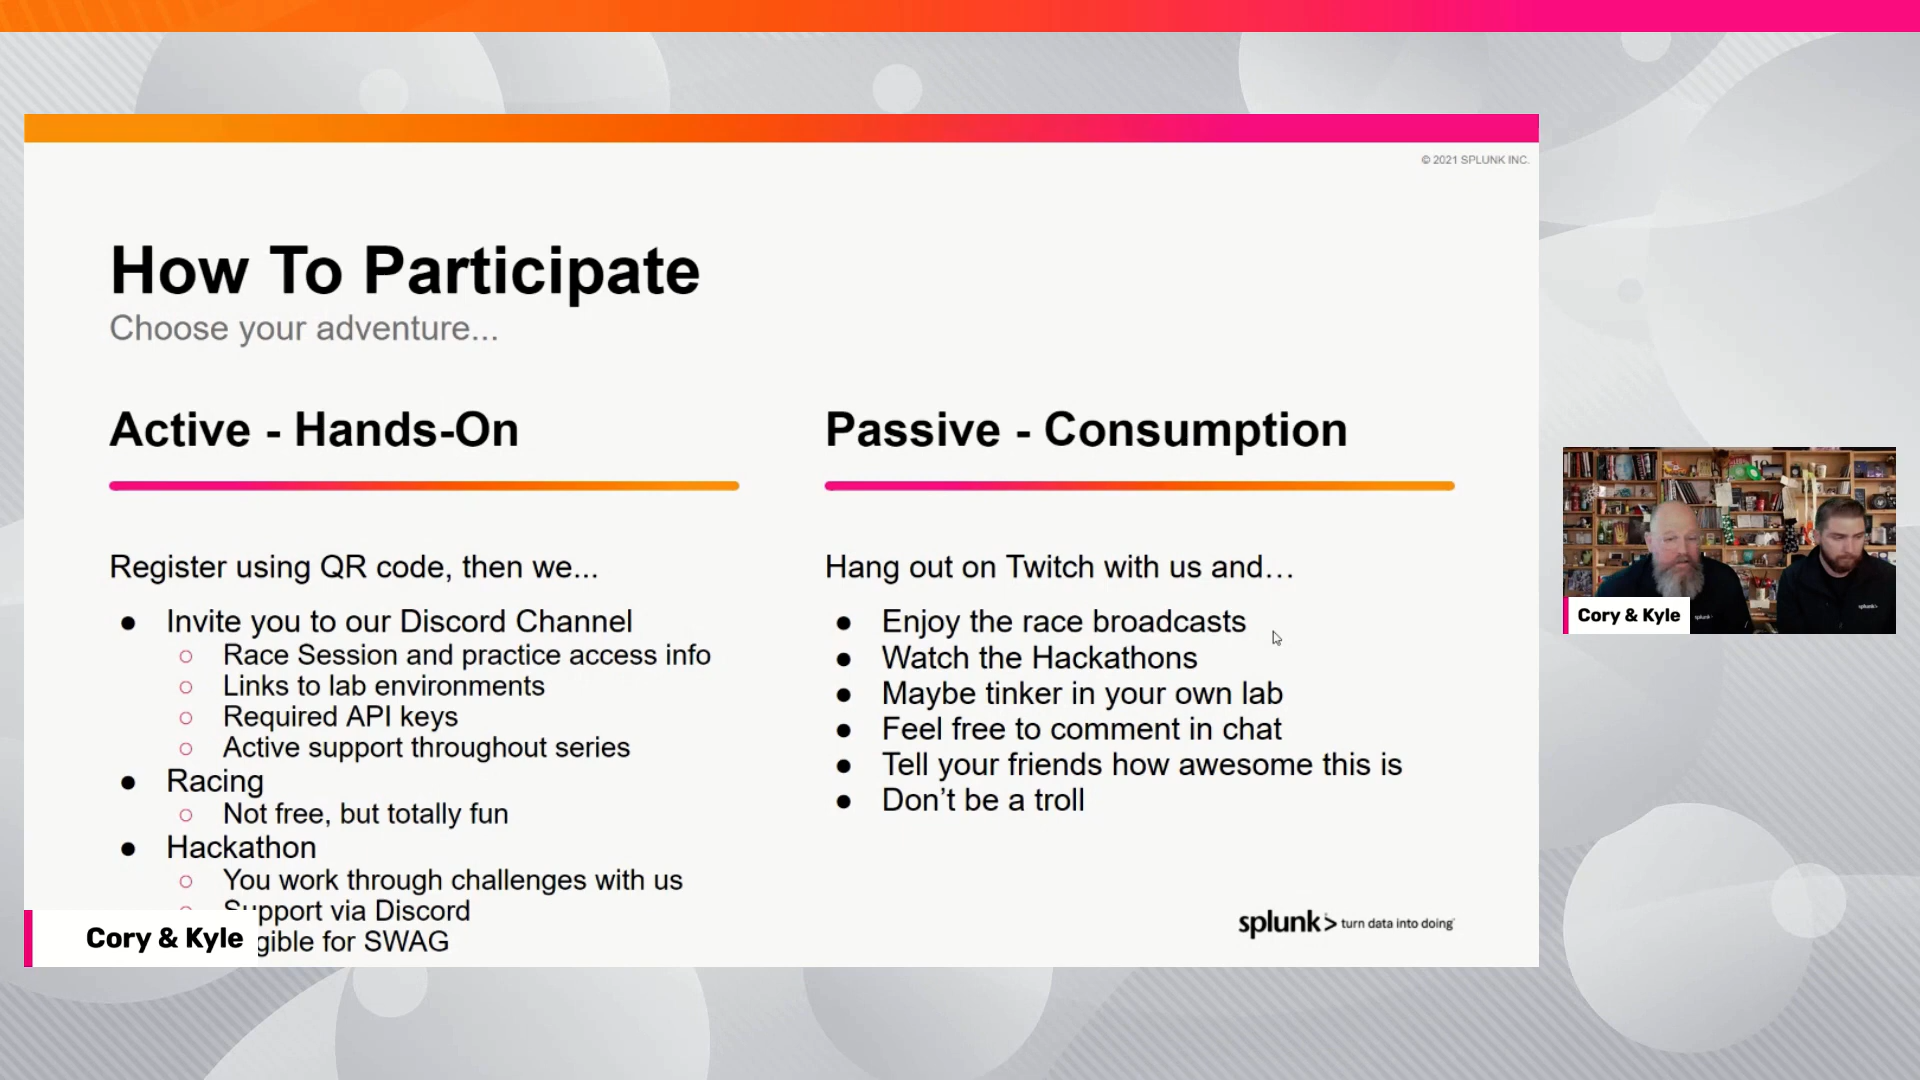 © 2021 SPLUNK INC.
How To Participate
Choose your adventure...
Active - Hands-On
Register using QR code, then we...
● Invite you to our Discord Channel
○ Race Session and practice access info
○ Links to lab environments
○ Required API keys
○ Active support throughout series
● Racing
○ Not free, but totally fun
● Hackathon
○ You work through challenges with us
Support via Discord
gible for SWAG
Passive - Consumption
Hang out on Twitch with us and…
● Enjoy the race broadcasts
● Watch the Hackathons
● Maybe tinker in your own lab
● Feel free to comment in chat
● Tell your friends how awesome this is
● Don’t be a troll
splunk> turn data into doing
Cory & Kyle
Cory & Kyle
splunk>
splunk>